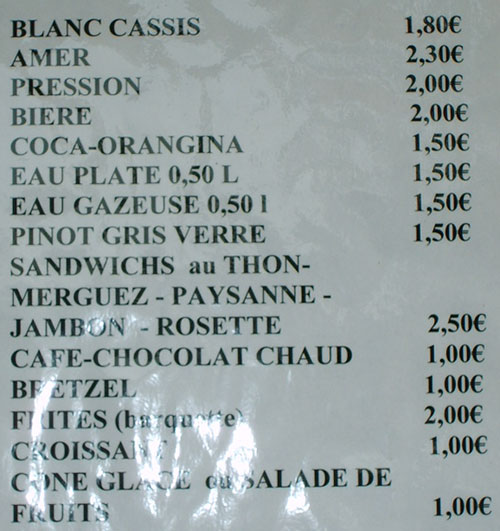 BLANC CASSIS 1,80€
AMER 2,30€
PRESSION 2,00€
BIERE 2,00€
COCA-ORANGINA 1,50€
EAU PLATE 0,50 L 1,50€
EAU GAZEUSE 0,50 l 1,50€
PINOT GRIS VERRE 1,50€
SANDWICHS au THON-
MERGUEZ - PAYSANNE -
JAMBON - ROSETTE 2,50€
CAFE-CHOCOLAT CHAUD 1,00€
BRETZEL 1,00€
FRITES (barquette) 2,00€
CROISSANT 1,00€
CONE GLACE ou SALADE DE
FRUITS 1,00€